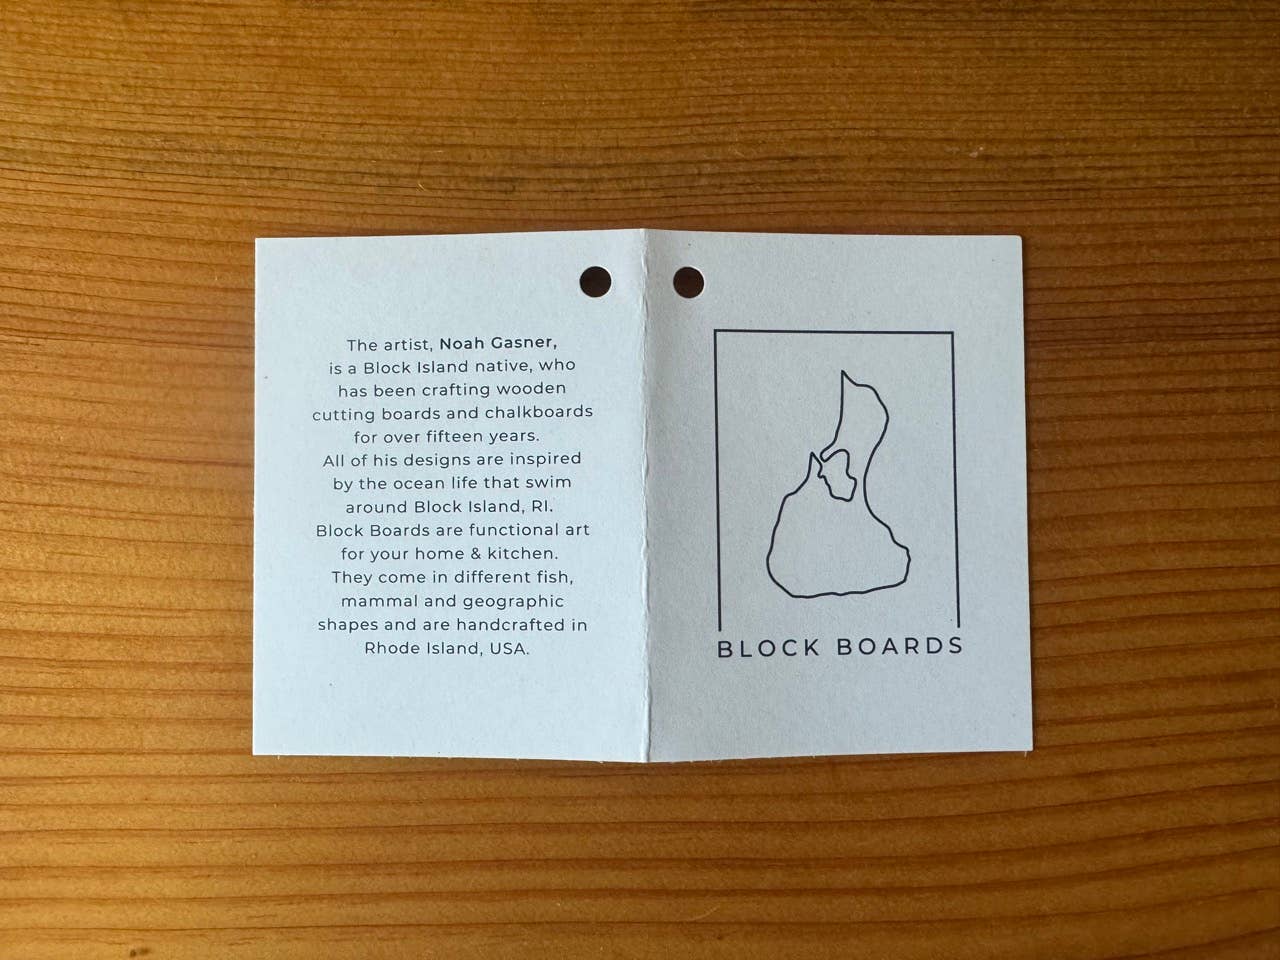 The artist, Noah Gasner,
is a Block Island native, who
has been crafting wooden
cutting boards and chalkboards
for over fifteen years.
All of his designs are inspired
by the ocean life that swim
around Block Island, RI.
Block Boards are functional art
for your home & kitchen.
They come in different fish,
mammal and geographic
shapes and are handcrafted in
Rhode Island, USA.
BLOCK BOARDS